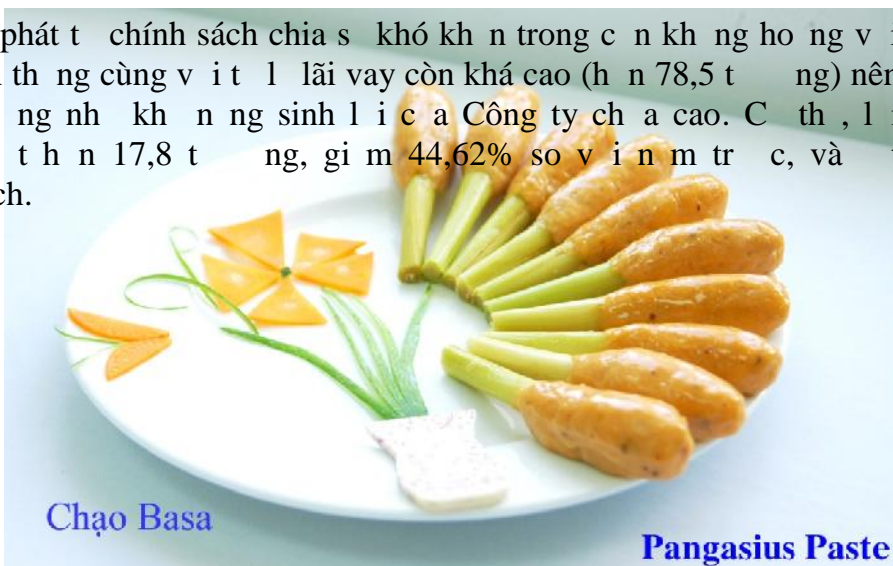 phát t chính sách chia s khó kh n trong c n kh ng ho ng v
th ng cùng v i t l lãi vay còn khá cao (h n 78,5 t ng) nên
ng nh kh n ng sinh l i c a Công ty ch a cao. C th , l
t h n 17,8 t ng, gi m 44,62% so v i n m tr c, và
ch.
Chạo Basa
Pangasius Paste